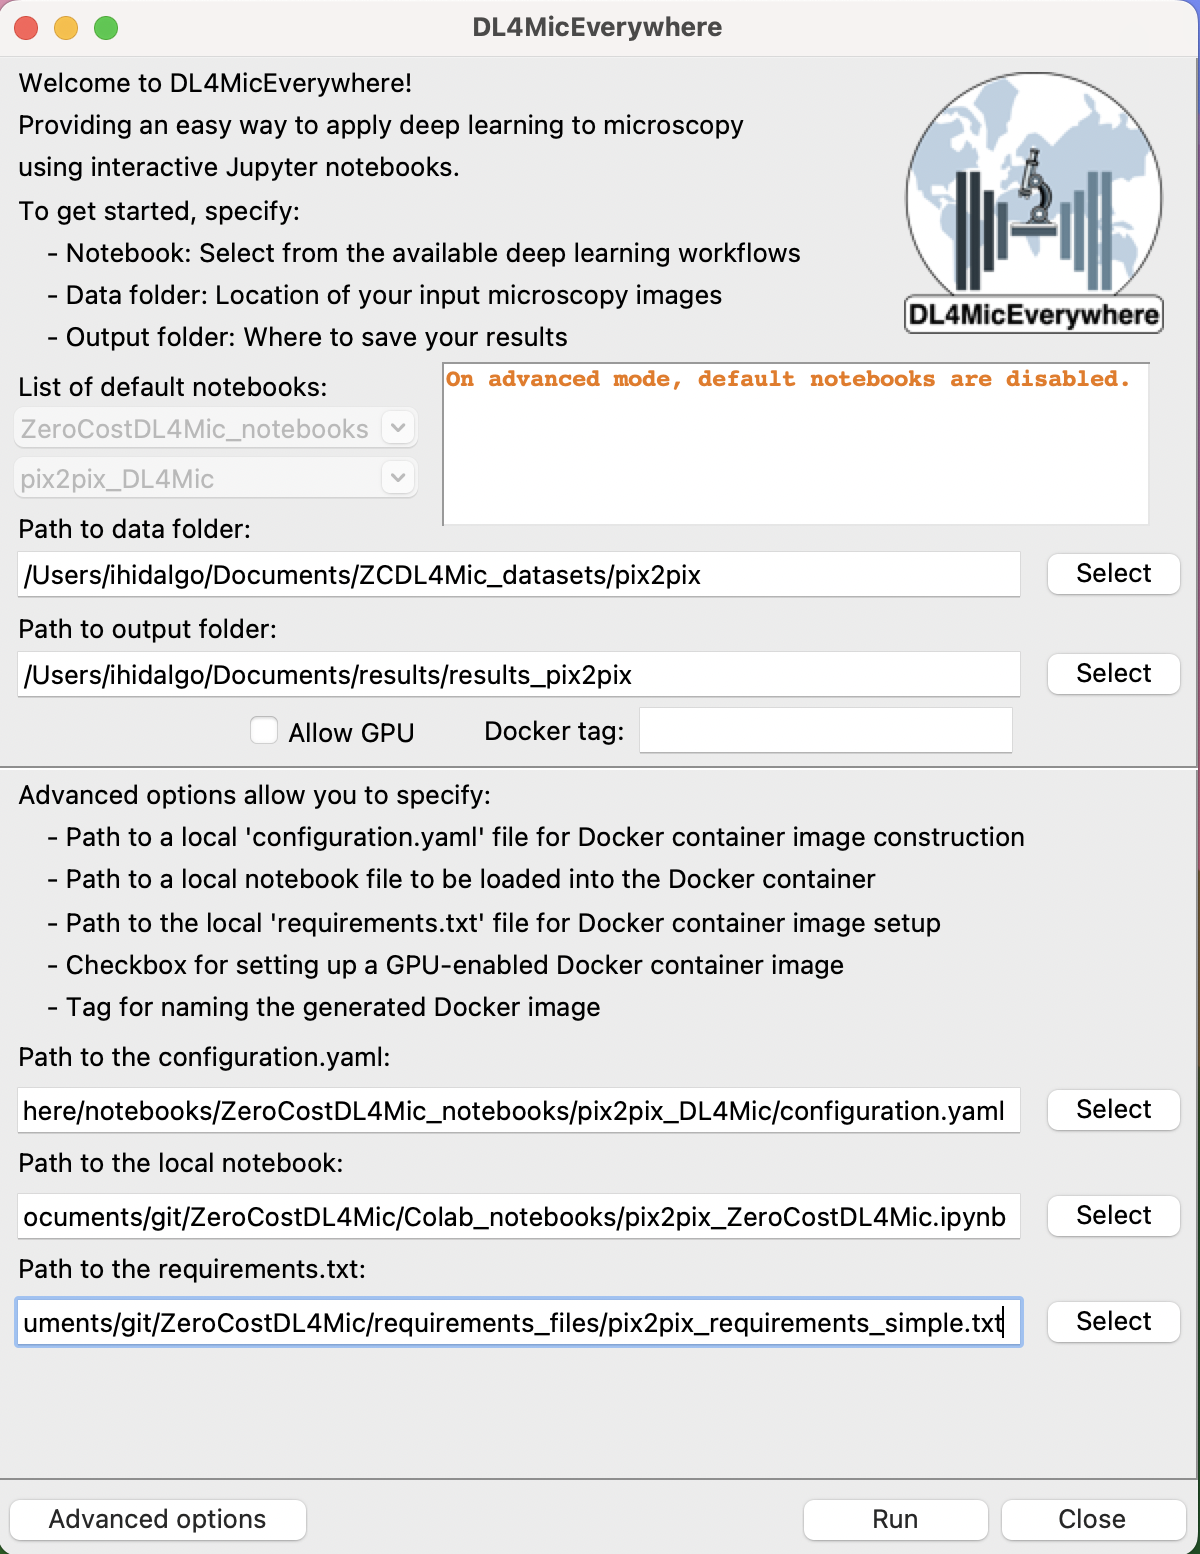 DL4MicEverywhere
Welcome to DL4MicEverywhere!
Providing an easy way to apply deep learning to microscopy
using interactive Jupyter notebooks.
To get started, specify:
- Notebook: Select from the available deep learning workflows
- Data folder: Location of your input microscopy images
- Output folder: Where to save your results
DL4MicEverywhere
List of default notebooks:
On advanced mode, default notebooks are disabled.
ZeroCostDL4Mic_notebooks
pix2pix_DL4Mic
Path to data folder:
/Users/ihidalgo/Documents/ZCDL4Mic_datasets/pix2pix
Select
Path to output folder:
/Users/ihidalgo/Documents/results/results_pix2pix
Select
Allow GPU
Docker tag:
Advanced options allow you to specify:
- Path to a local 'configuration.yaml' file for Docker container image construction
- Path to a local notebook file to be loaded into the Docker container
- Path to the local 'requirements.txt' file for Docker container image setup
- Checkbox for setting up a GPU-enabled Docker container image
- Tag for naming the generated Docker image
Path to the configuration.yaml:
here/notebooks/ZeroCostDL4Mic_notebooks/pix2pix_DL4Mic/configuration.yaml
Select
Path to the local notebook:
ocuments/git/ZeroCostDL4Mic/Colab_notebooks/pix2pix_ZeroCostDL4Mic.ipynb
Select
Path to the requirements.txt:
uments/git/ZeroCostDL4Mic/requirements_files/pix2pix_requirements_simple.txt
Select
Advanced options
Run
Close